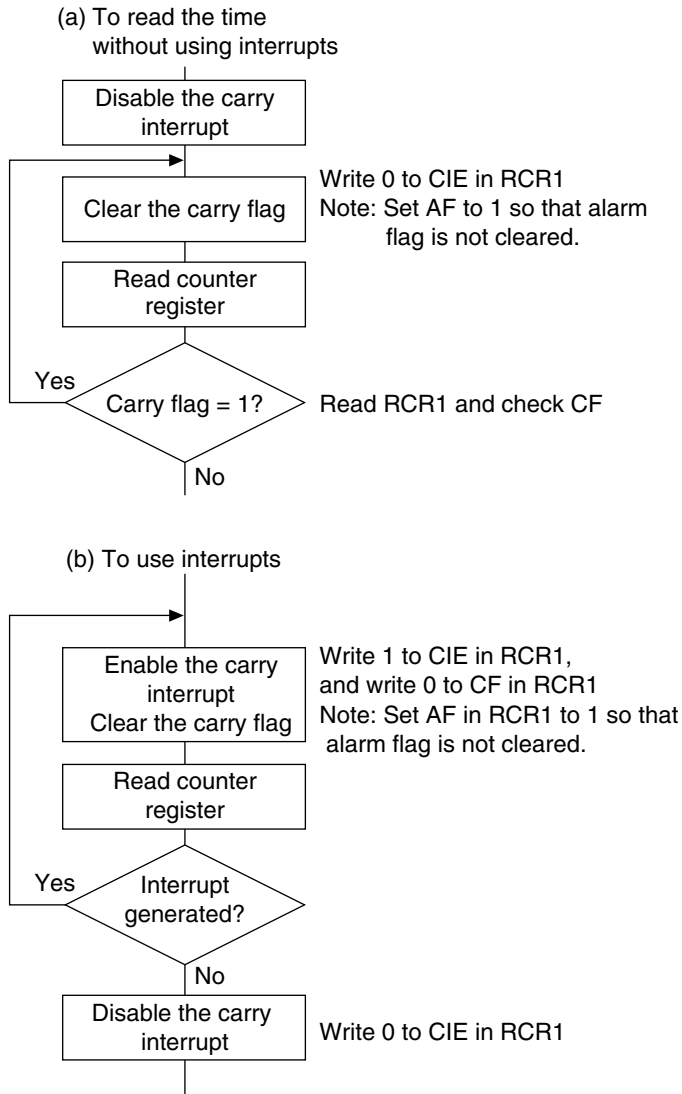 (a) To read the time
without using interrupts
Disable the carry
interrupt
Write 0 to CIE in RCR1
Clear the carry flag
Note: Set AF to 1 so that alarm
flag is not cleared.
Read counter
register
Yes
Carry flag = 1?
Read RCR1 and check CF
No
(b) To use interrupts
Enable the carry
interrupt
Clear the carry flag
Write 1 to CIE in RCR1,
and write 0 to CF in RCR1
Note: Set AF in RCR1 to 1 so that
alarm flag is not cleared.
Read counter
register
Yes
Interrupt
generated?
No
Disable the carry
interrupt
Write 0 to CIE in RCR1